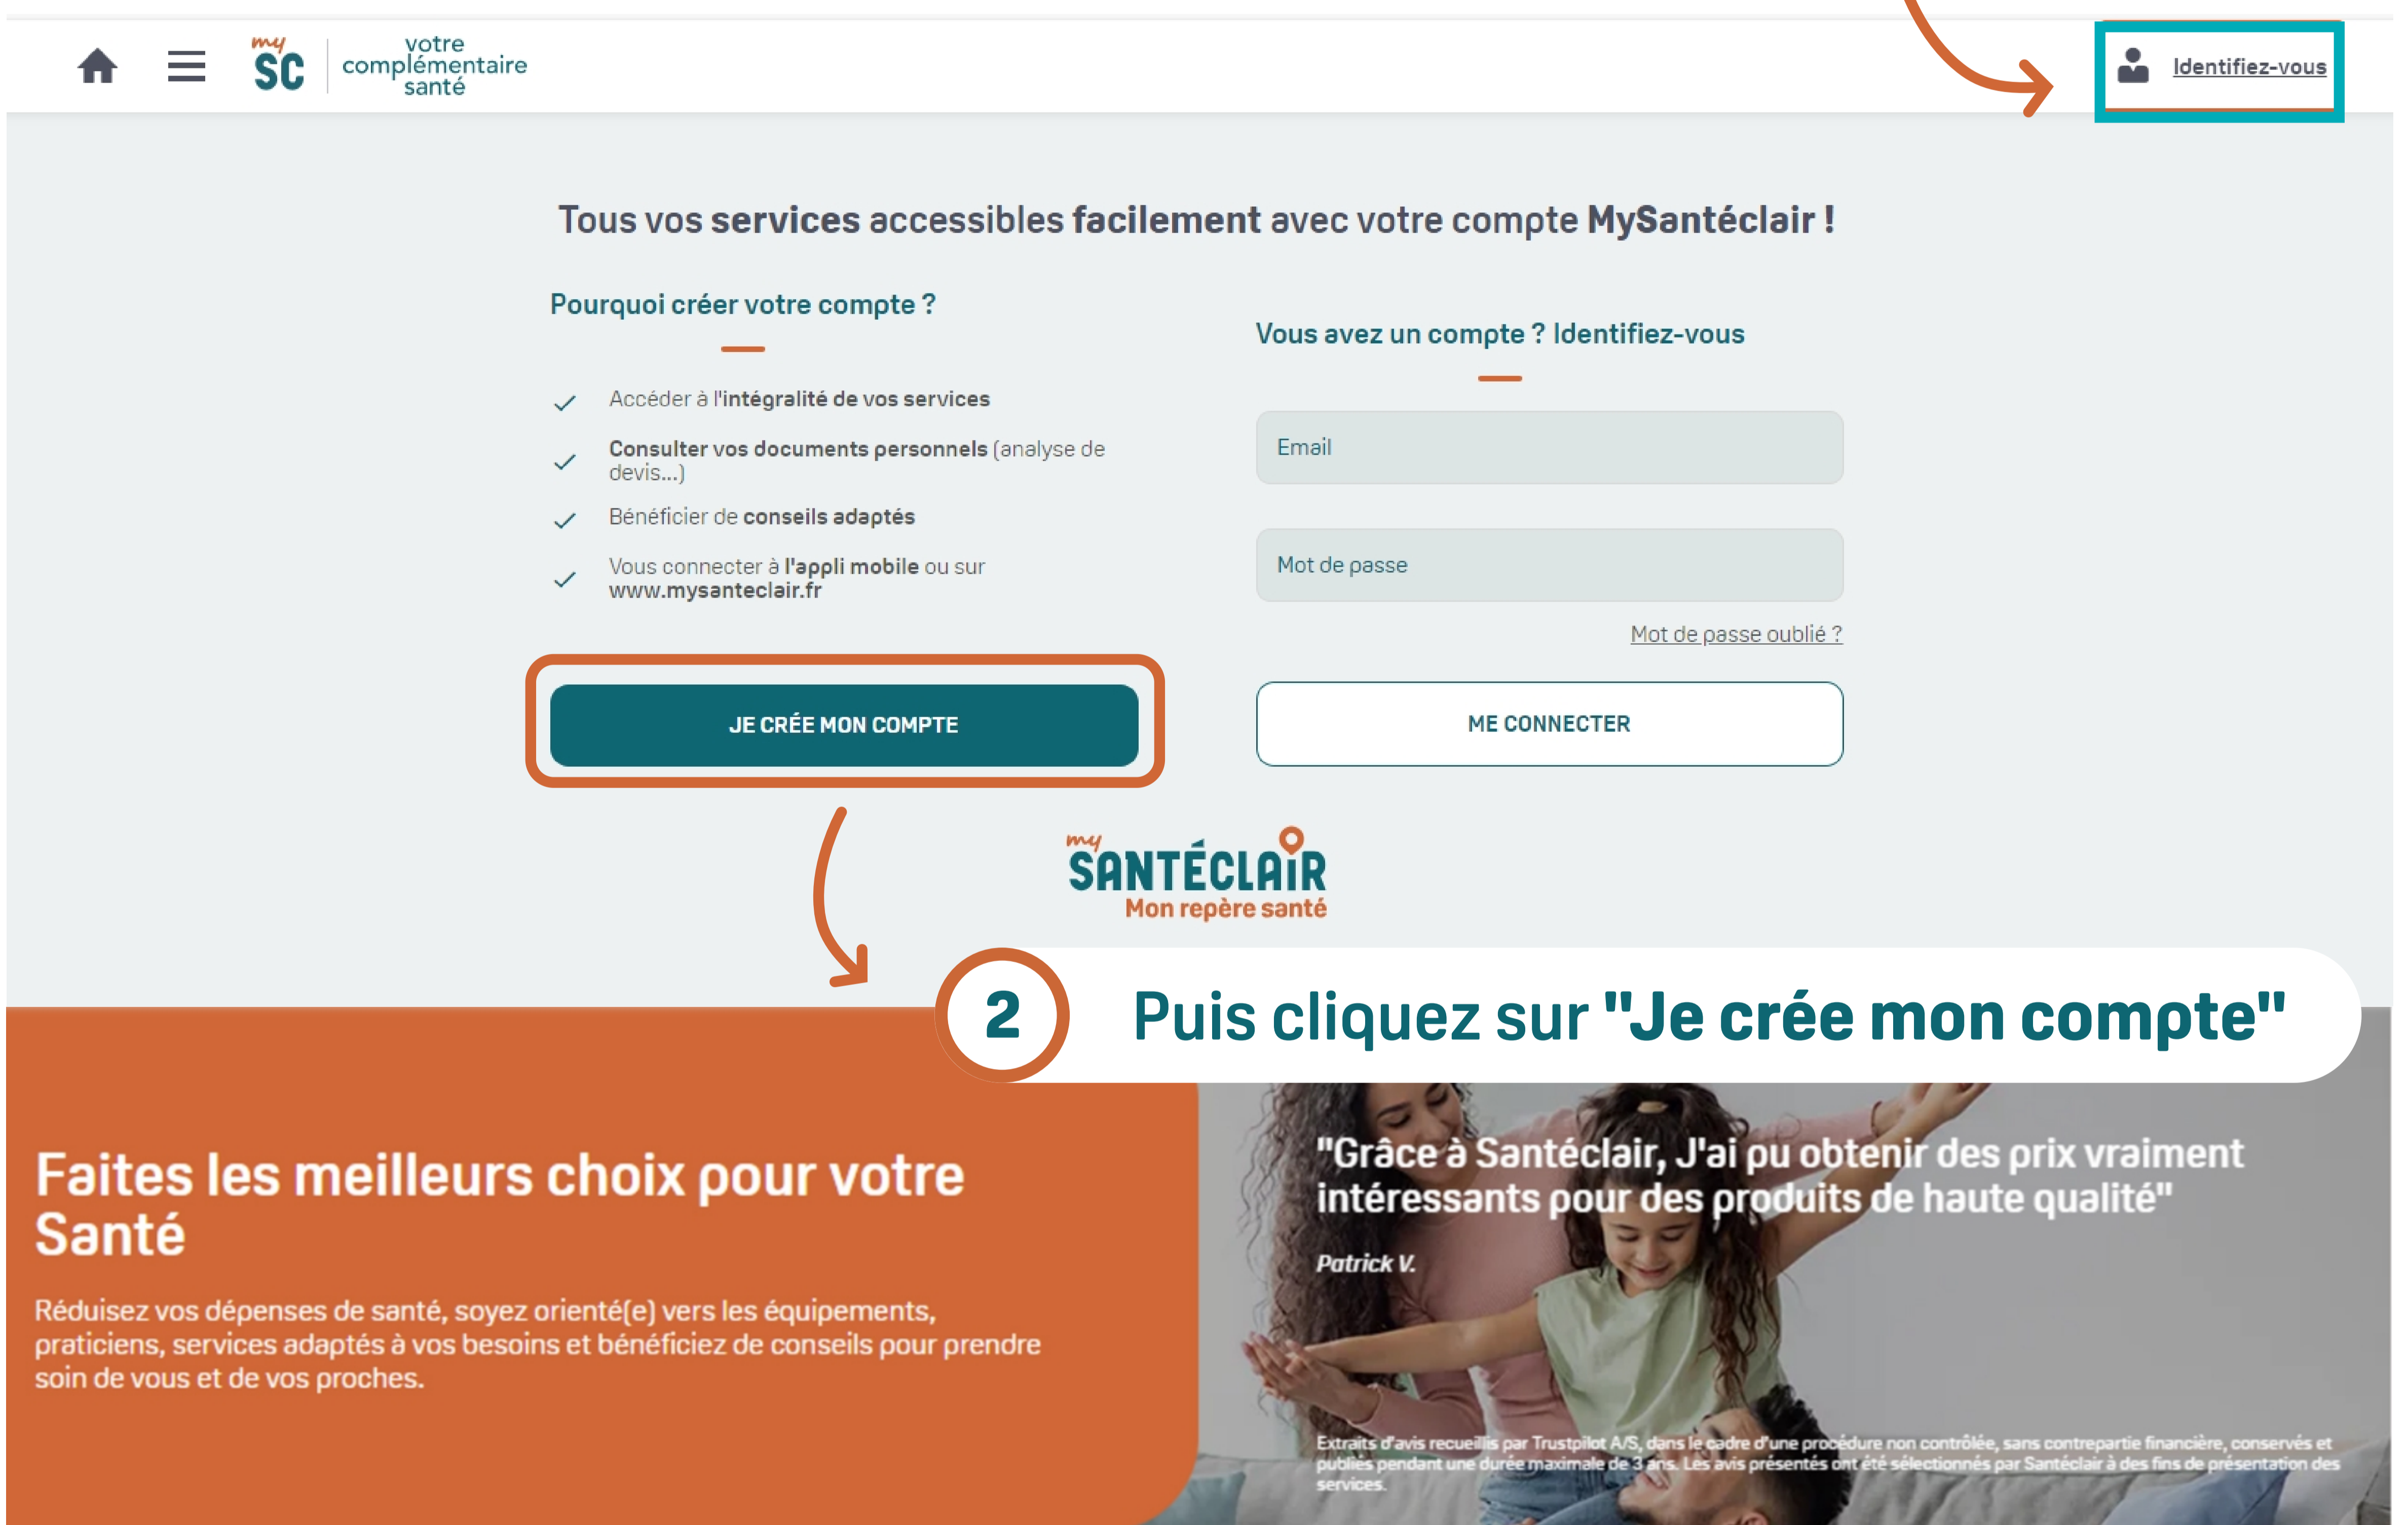 my
SC
votre
complémentaire
santé
Identifiez-vous
Tous vos services accessibles facilement avec votre compte MySantéclair !
Pourquoi créer votre compte ?
Accéder à l'intégralité de vos services
Consulter vos documents personnels (analyse de
devis...)
Bénéficier de conseils adaptés
Vous connecter à l'appli mobile ou sur
www.mysanteclair.fr
JE CRÉE MON COMPTE
Vous avez un compte ? Identifiez-vous
Email
Mot de passe
Mot de passe oublié ?
ME CONNECTER
my
SANTÉCLAIR
Mon repère santé
2 Puis cliquez sur "Je crée mon compte"
Faites les meilleurs choix pour votre
Santé
Réduisez vos dépenses de santé, soyez orienté(e) vers les équipements,
praticiens, services adaptés à vos besoins et bénéficiez de conseils pour prendre
soin de vous et de vos proches.
"Grâce à Santéclair, J'ai pu obtenir des prix vraiment
intéressants pour des produits de haute qualité"
Patrick V.
Extraits d'avis recueillis par Trustpilot A/S, dans le cadre d'une procédure non contrôlée, sans contrepartie financière, conservés et
publiés pendant une durée maximale de 3 ans. Les avis présentés ont été sélectionnés par Santéclair à des fins de présentation des
services.